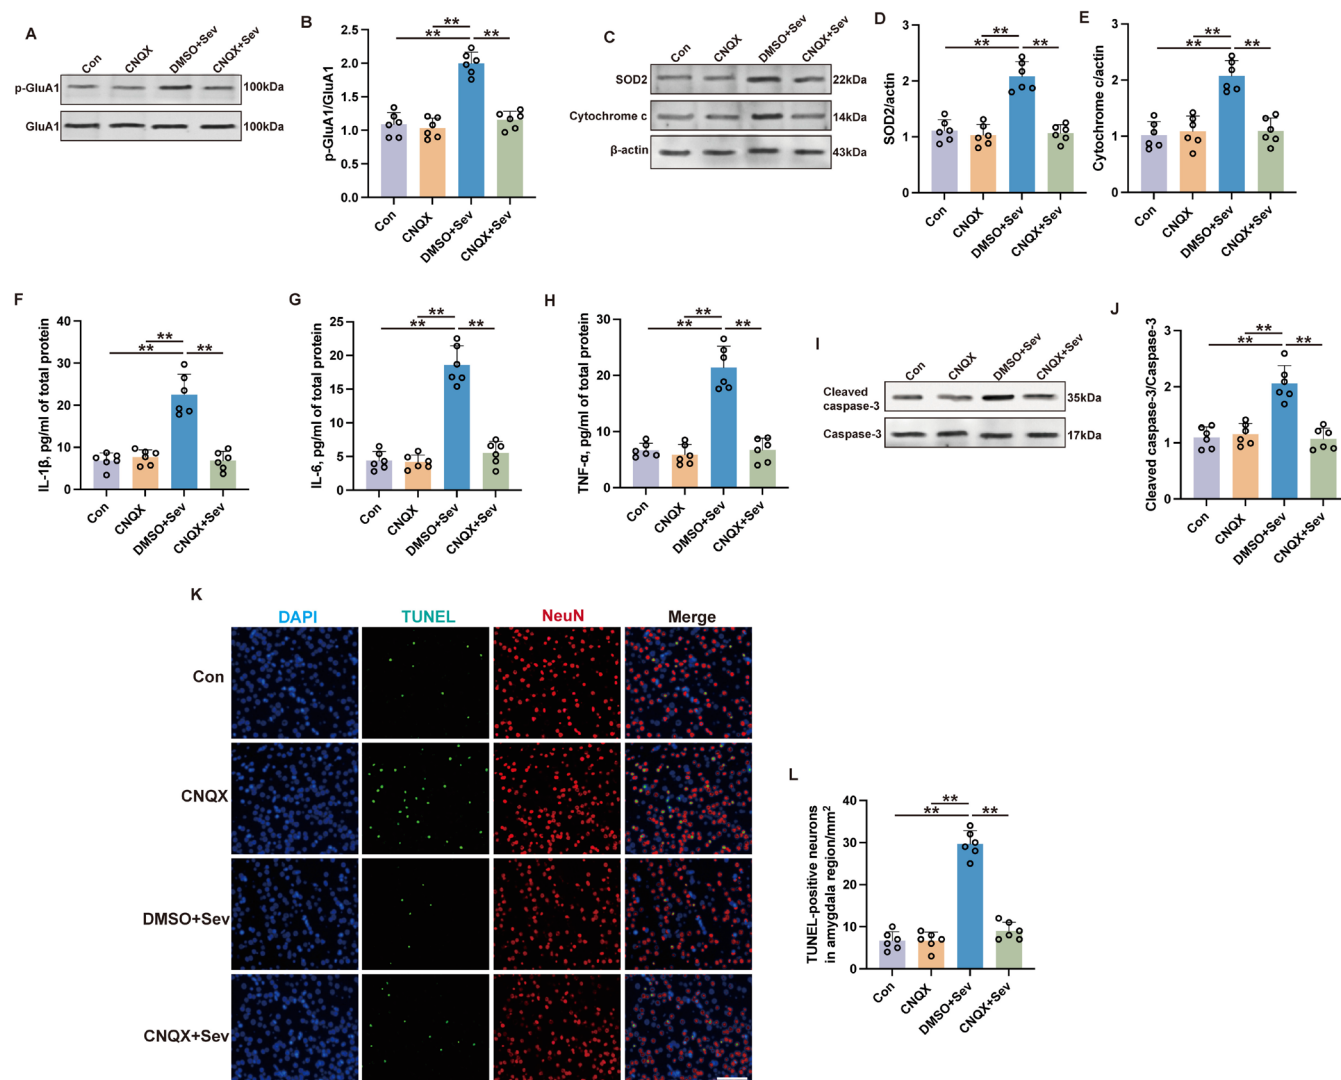 A
Con
CNQX
DMSO+Sev
CNQX+Sev
p-GluA1
100kDa
GluA1
100kDa
B
**
**
**
2.5
2.0
1.5
1.0
0.5
0.0
p-GluA1/GluA1
Con
CNQX
DMSO+Sev
CNQX+Sev
C
Con
CNQX
DMSO+Sev
CNQX+Sev
SOD2
22kDa
Cytochrome c
14kDa
β-actin
43kDa
D
**
**
**
3
2
1
0
SOD2/actin
Con
CNQX
DMSO+Sev
CNQX+Sev
E
**
**
**
3
2
1
0
Cytochrome c/actin
Con
CNQX
DMSO+Sev
CNQX+Sev
F
**
**
**
40
30
20
10
0
IL-1β, pg/ml of total protein
Con
CNQX
DMSO+Sev
CNQX+Sev
G
**
**
**
25
20
15
10
5
0
IL-6, pg/ml of total protein
Con
CNQX
DMSO+Sev
CNQX+Sev
H
**
**
**
30
20
10
0
TNF-α, pg/ml of total protein
Con
CNQX
DMSO+Sev
CNQX+Sev
I
Con
CNQX
DMSO+Sev
CNQX+Sev
Cleaved
caspase-3
35kDa
Caspase-3
17kDa
J
**
**
**
3
2
1
0
Cleaved caspase-3/Caspase-3
Con
CNQX
DMSO+Sev
CNQX+Sev
K
DAPI
TUNEL
NeuN
Merge
Con
CNQX
DMSO+Sev
CNQX+Sev
L
**
**
**
40
30
20
10
0
TUNEL-positive neurons
in amygdala region/mm²
Con
CNQX
DMSO+Sev
CNQX+Sev